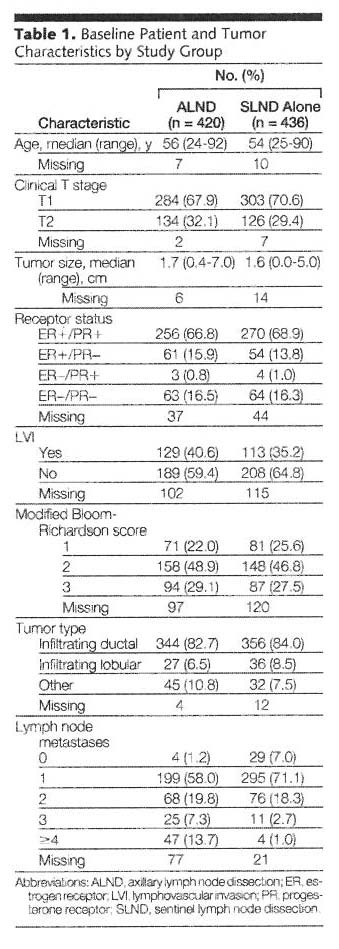 Table 1. Baseline Patient and Tumor
Characteristics by Study Group
No. (%)
ALND SLND Alone
Characteristic (n = 420) (n = 436)
Age, median (range), y 56 (24-92) 54 (25-90)
Missing 7 10
Clinical T stage
T1 284 (67.9) 303 (70.6)
T2 134 (32.1) 126 (29.4)
Missing 2 7
Tumor size, median 1.7 (0.4-7.0) 1.6 (0.0-5.0)
(range), cm
Missing 6 14
Receptor status
ER+/PR+ 256 (66.8) 270 (68.9)
ER+/PR− 61 (15.9) 54 (13.8)
ER−/PR+ 3 (0.8) 4 (1.0)
ER−/PR− 63 (16.5) 64 (16.3)
Missing 37 44
LVI
Yes 129 (40.6) 113 (35.2)
No 189 (59.4) 208 (64.8)
Missing 102 115
Modified Bloom-
Richardson score
1 71 (22.0) 81 (25.6)
2 158 (48.9) 148 (46.8)
3 94 (29.1) 87 (27.5)
Missing 97 120
Tumor type
Infiltrating ductal 344 (82.7) 356 (84.0)
Infiltrating lobular 27 (6.5) 36 (8.5)
Other 45 (10.8) 32 (7.5)
Missing 4 12
Lymph node
metastases
0 4 (1.2) 29 (7.0)
1 199 (58.0) 295 (71.1)
2 68 (19.8) 76 (18.3)
3 25 (7.3) 11 (2.7)
≥4 47 (13.7) 4 (1.0)
Missing 77 21
Abbreviations: ALND, axillary lymph node dissection; ER, es-
trogen receptor; LVI, lymphovascular invasion; PR, proges-
terone receptor; SLND, sentinel lymph node dissection.